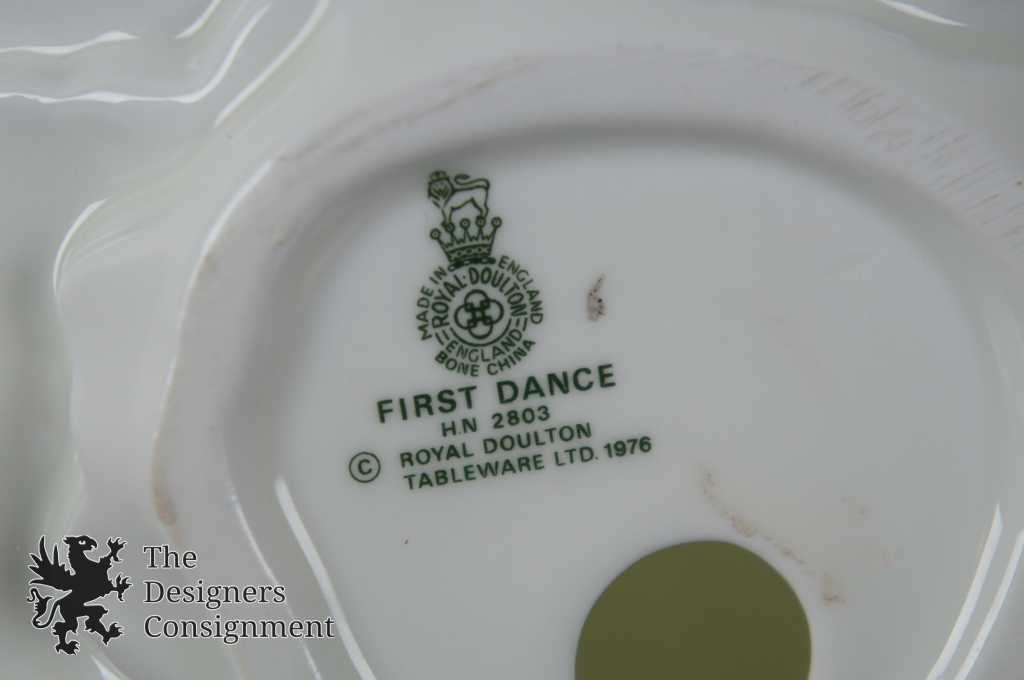 MADE IN ENGLAND
ROYAL·DOULTON
ENGLAND
BONE CHINA
FIRST DANCE
H.N 2803
© ROYAL DOULTON
TABLEWARE LTD. 1976
The
Designers
Consignment